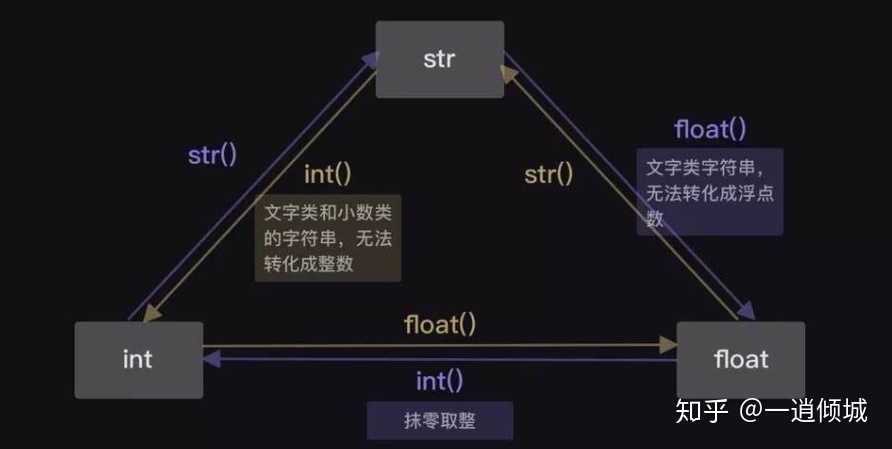 str
float()
str()
int()
str()
文字类字符串，
无法转化成浮点
数
文字类和小数类
的字符串，无法
转化成整数
float()
int
float
int()
抹零取整
知乎 @一逍倾城